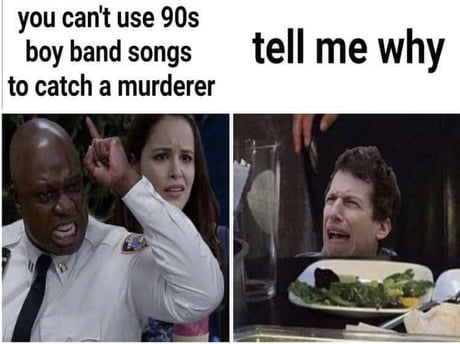 you can't use 90s
boy band songs
to catch a murderer
tell me why